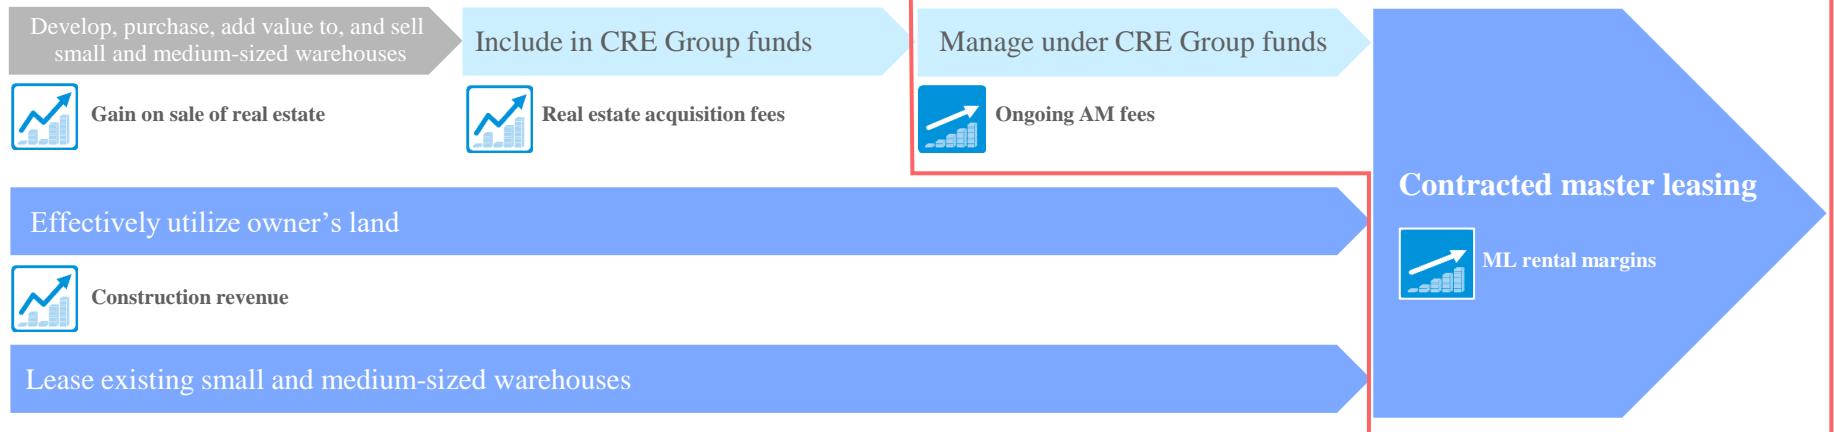 Develop, purchase, add value to, and sell
small and medium-sized warehouses
Include in CRE Group funds
Manage under CRE Group funds
Gain on sale of real estate
Real estate acquisition fees
Ongoing AM fees
Contracted master leasing
ML rental margins
Effectively utilize owner’s land
Construction revenue
Lease existing small and medium-sized warehouses